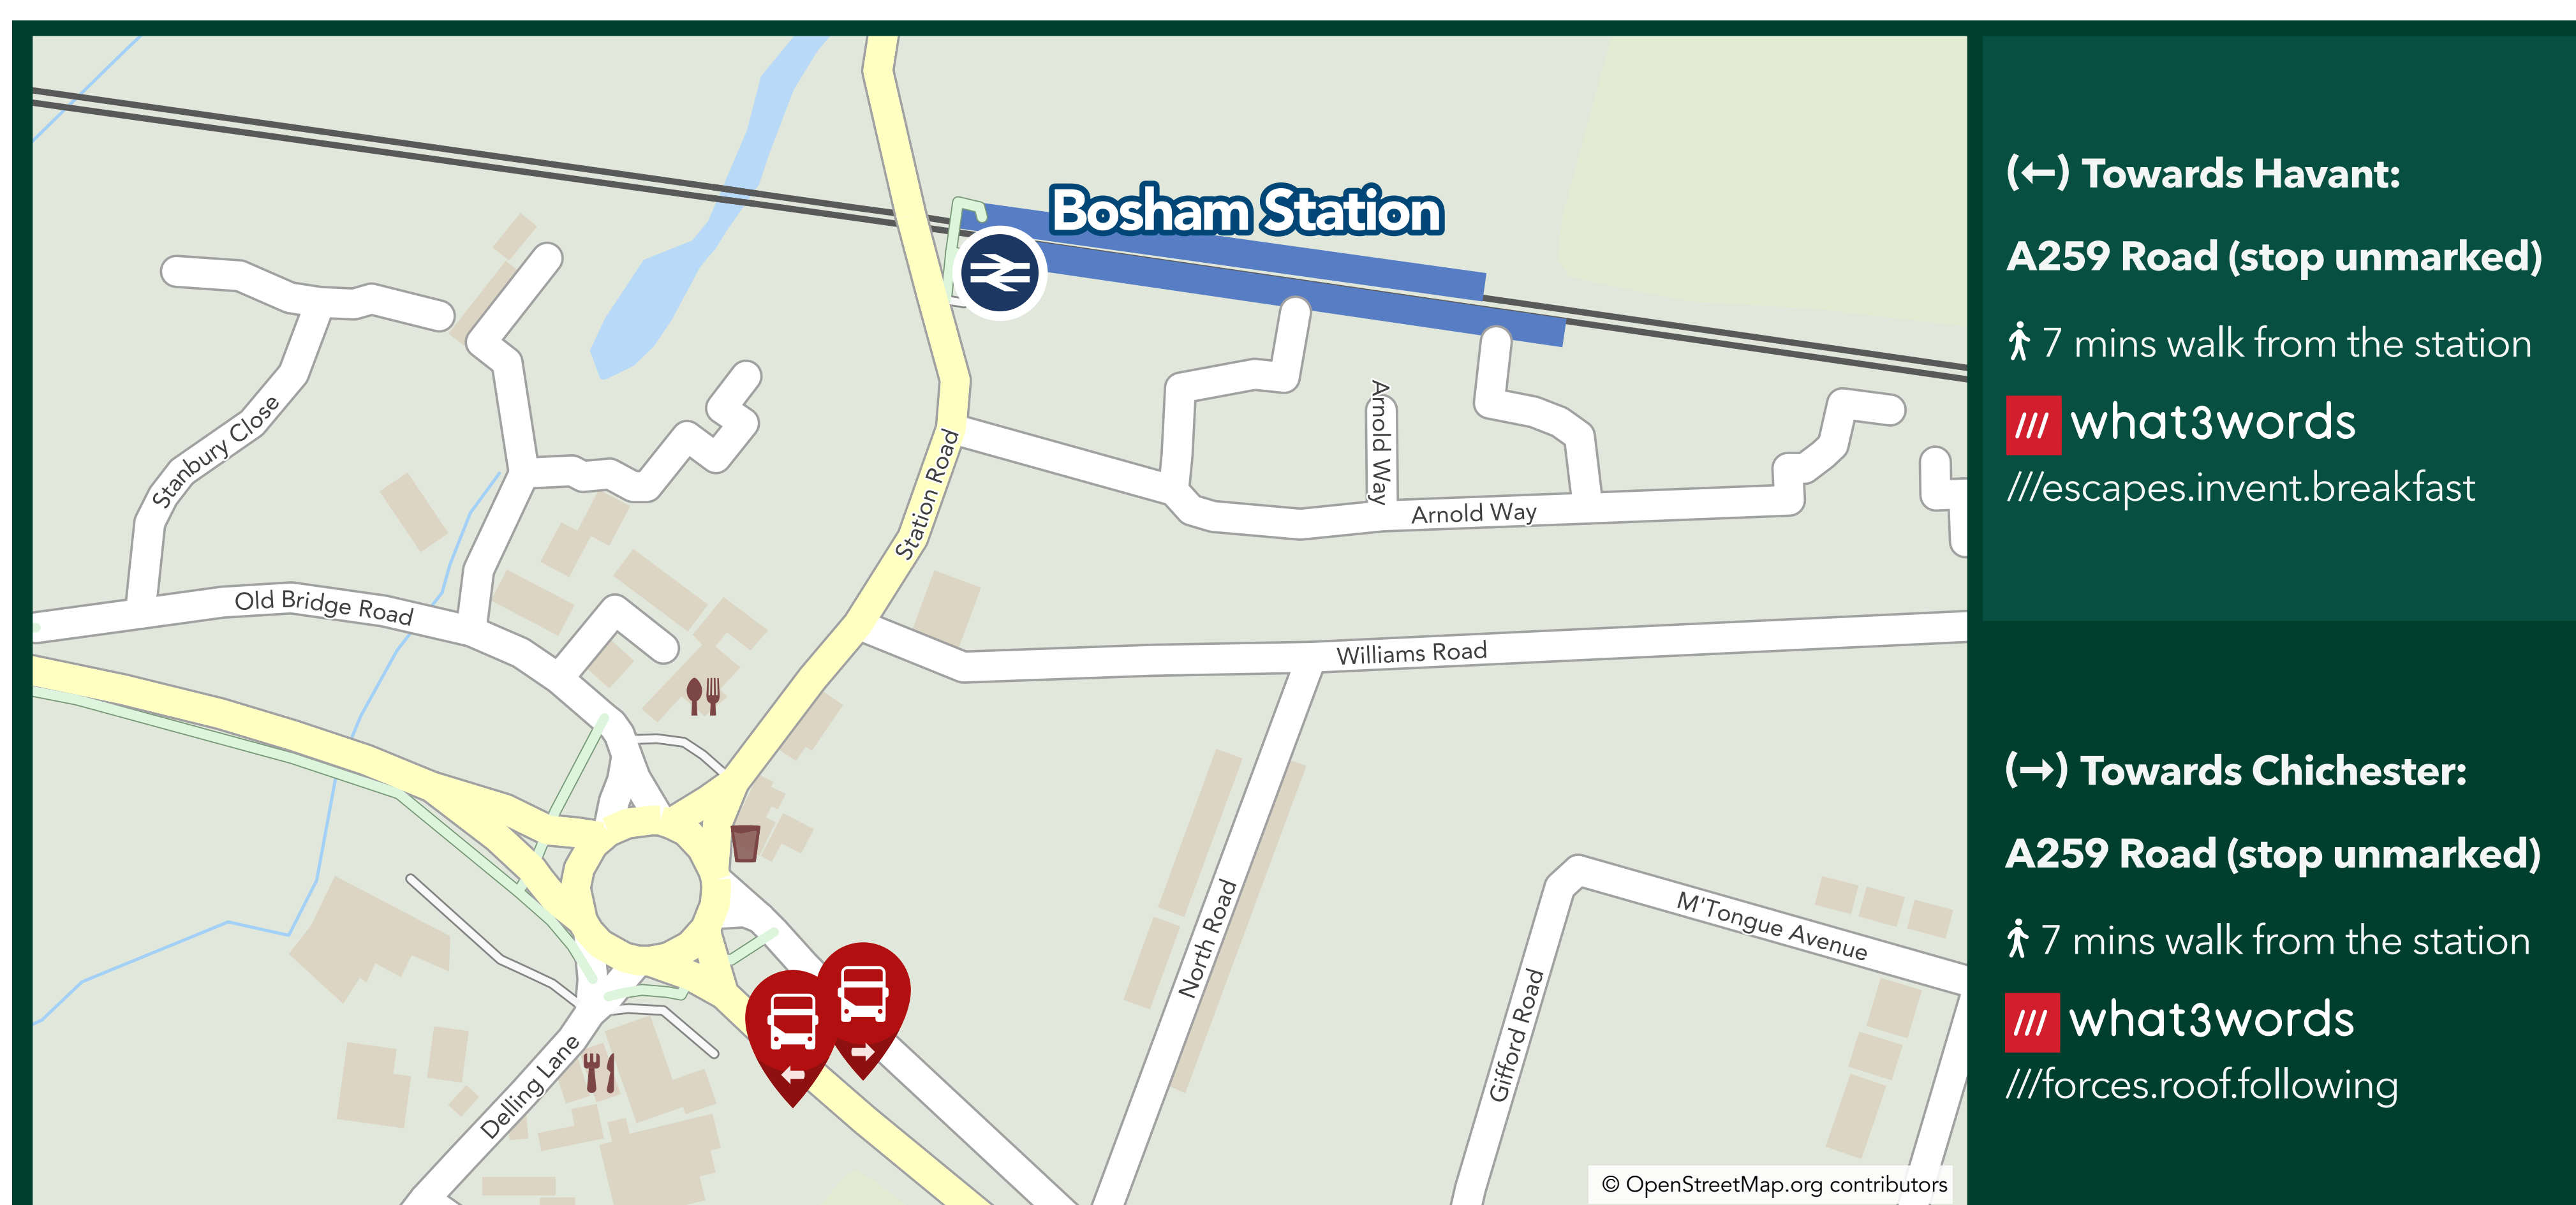 Bosham Station
Stanbury Close
Station Road
Arnold Way
Arnold Way
Old Bridge Road
Williams Road
North Road
M'Tongue Avenue
Gifford Road
Delling Lane
© OpenStreetMap.org contributors
(←) Towards Havant:
A259 Road (stop unmarked)
7 mins walk from the station
/// what3words
///escapes.invent.breakfast
(→) Towards Chichester:
A259 Road (stop unmarked)
7 mins walk from the station
/// what3words
///forces.roof.following